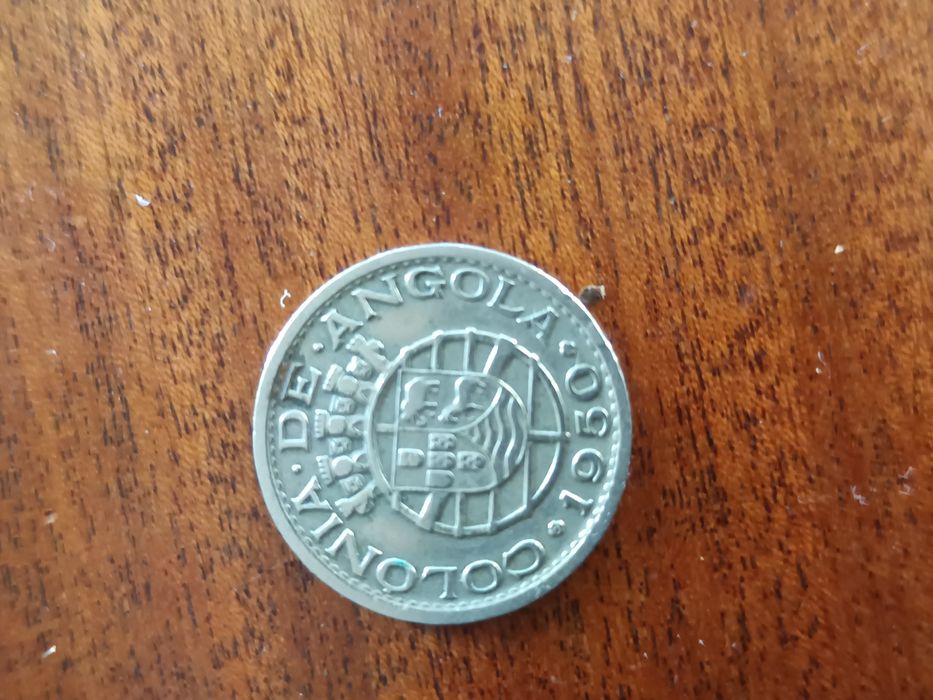 COLONIA · DE · ANGOLA
1950